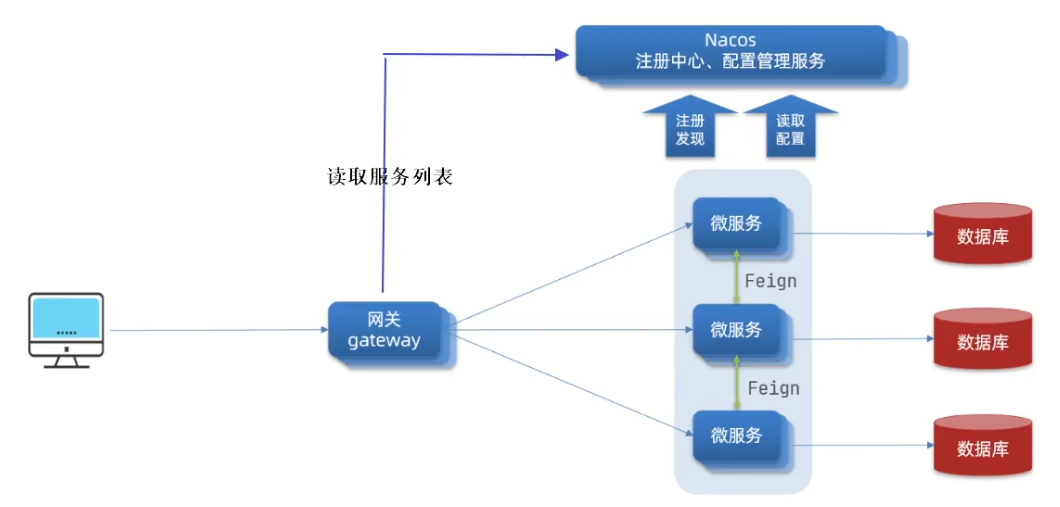 Nacos
注册中心、配置管理服务
注册
发现
读取
配置
读取服务列表
微服务
数据库
Feign
网关
gateway
微服务
数据库
Feign
微服务
数据库